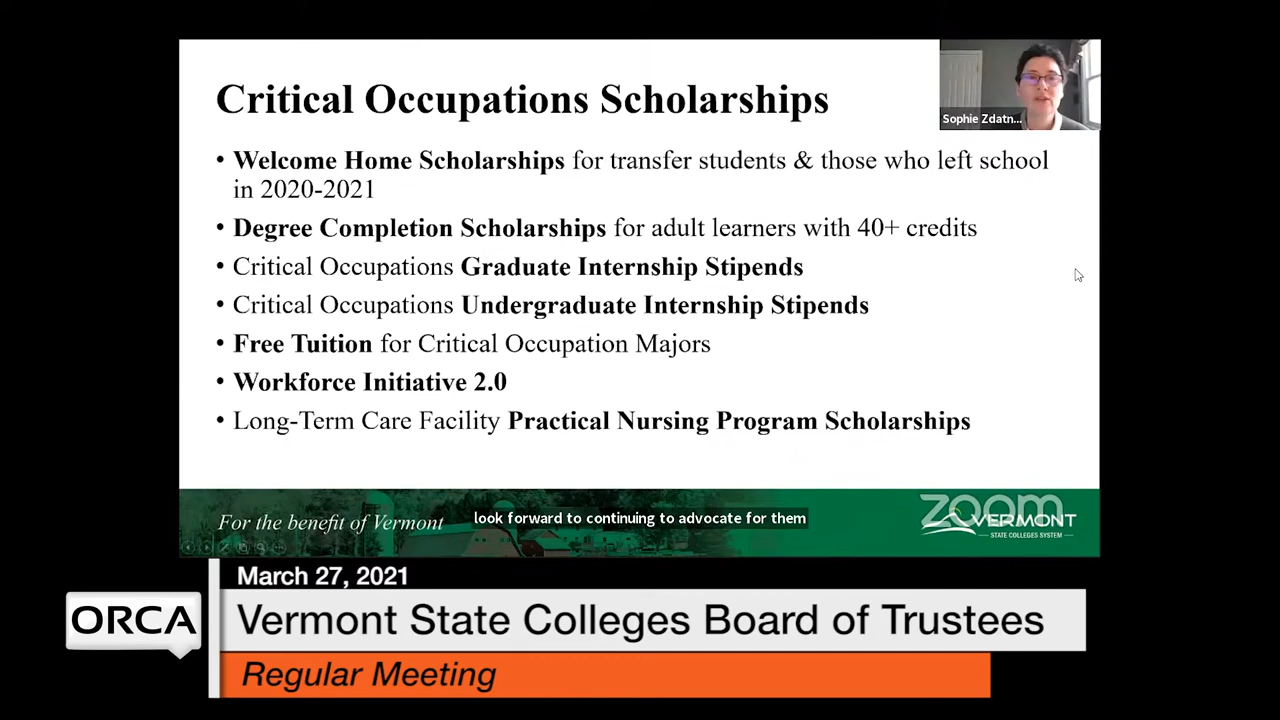 Critical Occupations Scholarships
Sophie Zdatn...
• Welcome Home Scholarships for transfer students & those who left school
in 2020-2021
• Degree Completion Scholarships for adult learners with 40+ credits
• Critical Occupations Graduate Internship Stipends
• Critical Occupations Undergraduate Internship Stipends
• Free Tuition for Critical Occupation Majors
• Workforce Initiative 2.0
• Long-Term Care Facility Practical Nursing Program Scholarships
For the benefit of Vermont
look forward to continuing to advocate for them
zoom
VERMONT
STATE COLLEGES SYSTEM
March 27, 2021
ORCA
Vermont State Colleges Board of Trustees
Regular Meeting